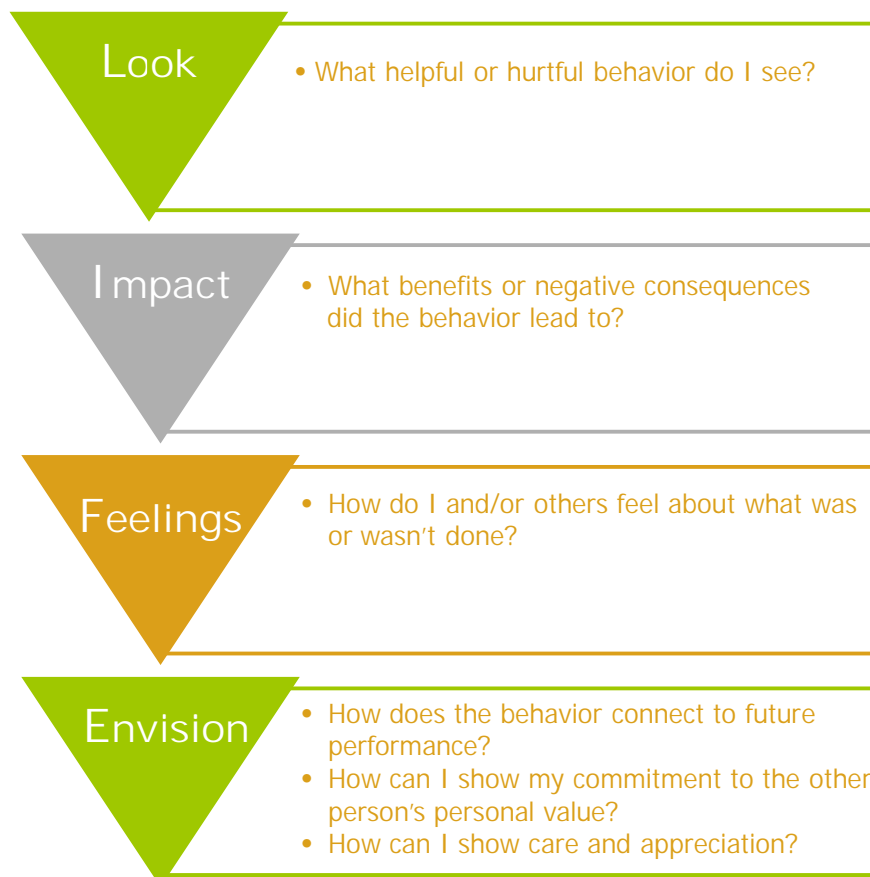 Look
• What helpful or hurtful behavior do I see?
Impact
• What benefits or negative consequences
did the behavior lead to?
Feelings
• How do I and/or others feel about what was
or wasn't done?
Envision
• How does the behavior connect to future
performance?
• How can I show my commitment to the other
person's personal value?
• How can I show care and appreciation?